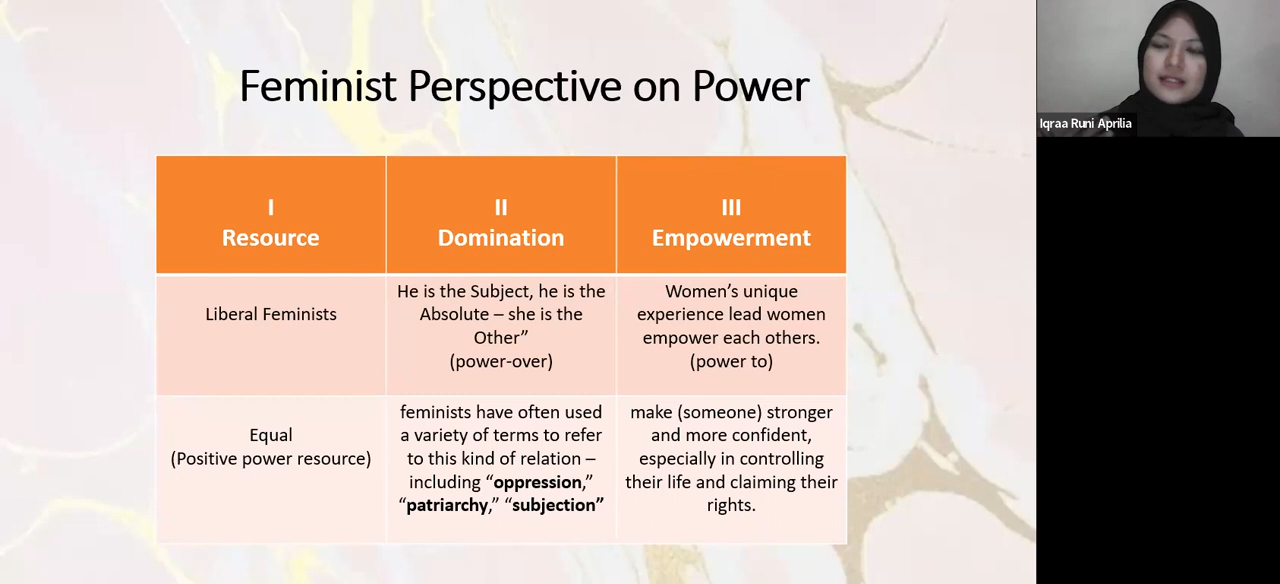 Feminist Perspective on Power
I
Resource
II
Domination
III
Empowerment
Liberal Feminists
He is the Subject, he is the
Absolute – she is the
Other”
(power-over)
Women’s unique
experience lead women
empower each others.
(power to)
Equal
(Positive power resource)
feminists have often used
a variety of terms to refer
to this kind of relation –
including “oppression,”
“patriarchy,” “subjection”
make (someone) stronger
and more confident,
especially in controlling
their life and claiming their
rights.
Iqraa Runi Aprilia